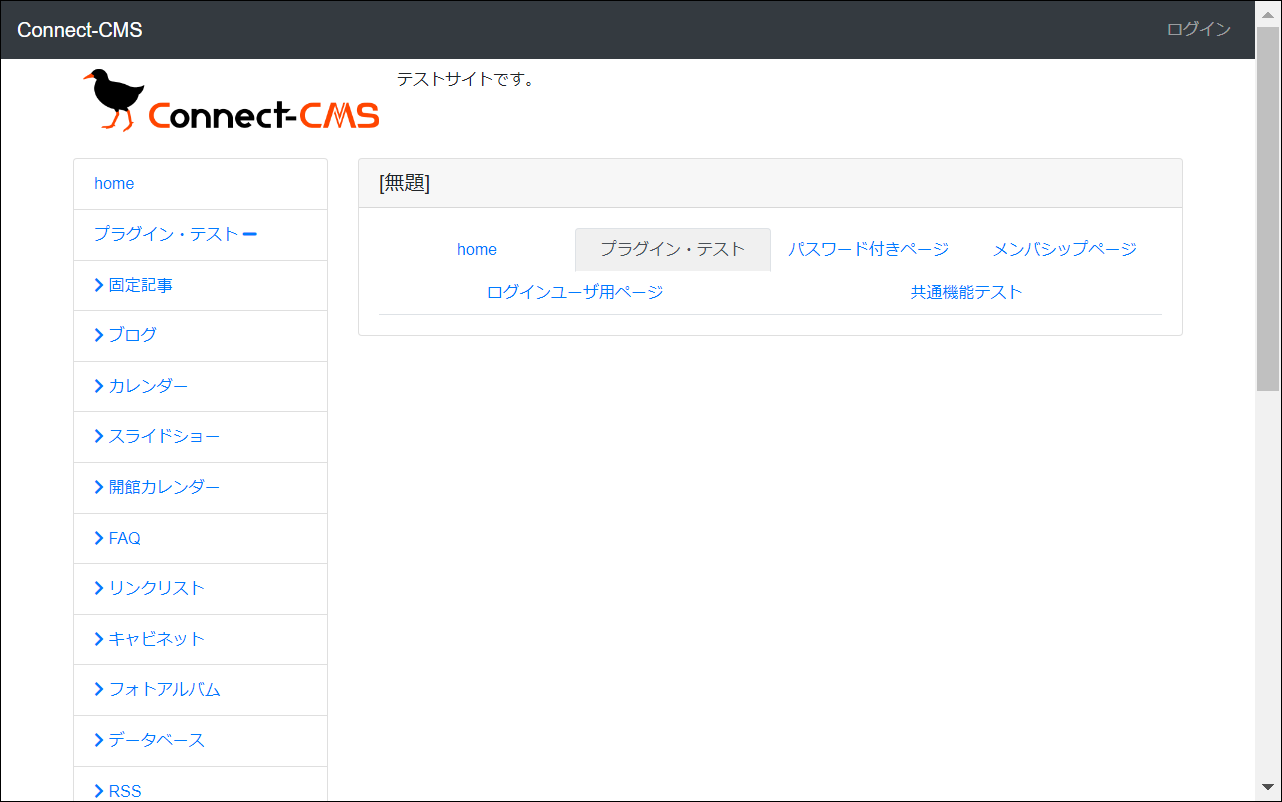 Connect-CMS
ログイン
Connect-CMS
テストサイトです。
home
プラグイン・テスト
固定記事
ブログ
カレンダー
スライドショー
開館カレンダー
FAQ
リンクリスト
キャビネット
フォトアルバム
データベース
RSS
[無題]
home プラグイン・テスト パスワード付きページ メンバシップページ
ログインユーザ用ページ 共通機能テスト